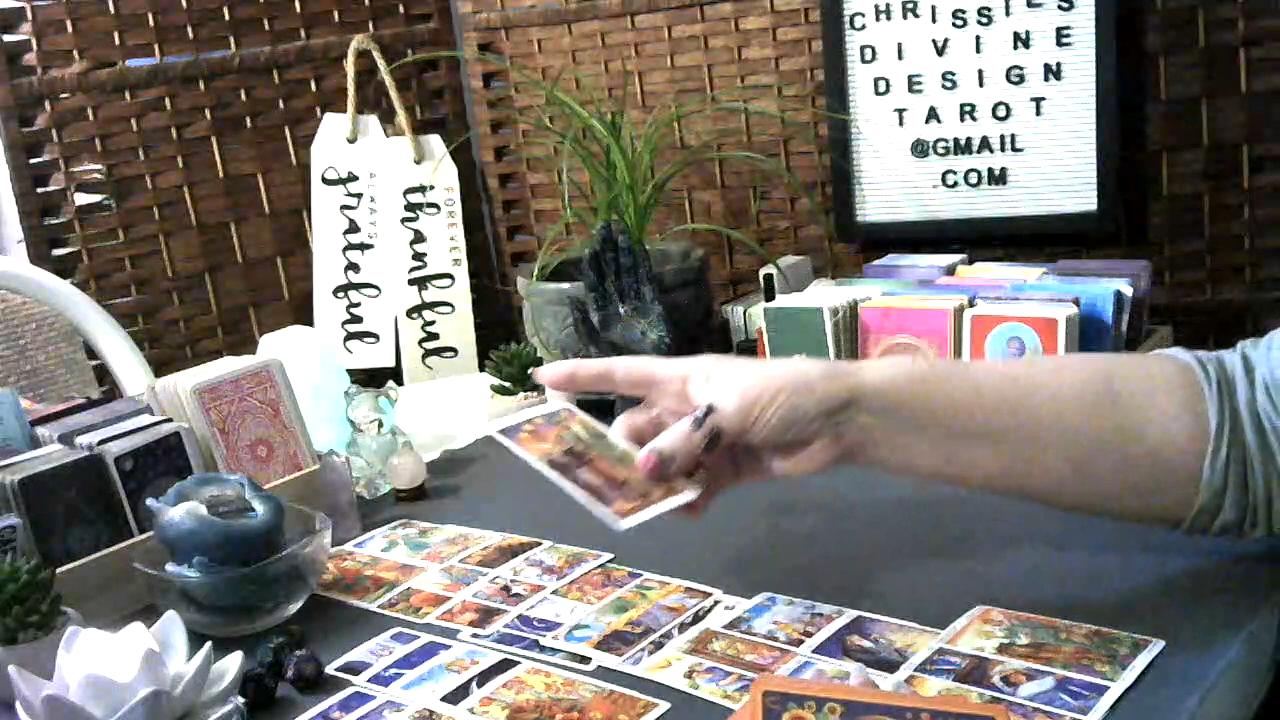 CHRISSIES
DIVINE
DESIGN
TAROT
@GMAIL
.COM
ALWAYS
grateful
FOREVER
thankful